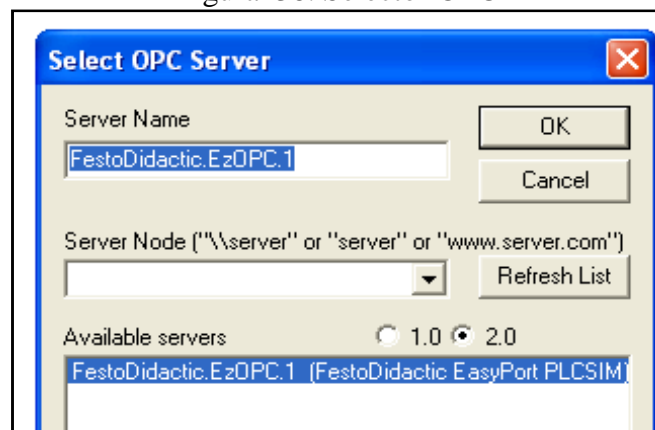 Select OPC Server
Server Name
OK
FestoDidactic.EzOPC.1
Cancel
Server Node ("\\server" or "server" or "www.server.com")
Refresh List
Available servers 1.0 2.0
FestoDidactic.EzOPC.1 (FestoDidactic EasyPort PLCSIM)